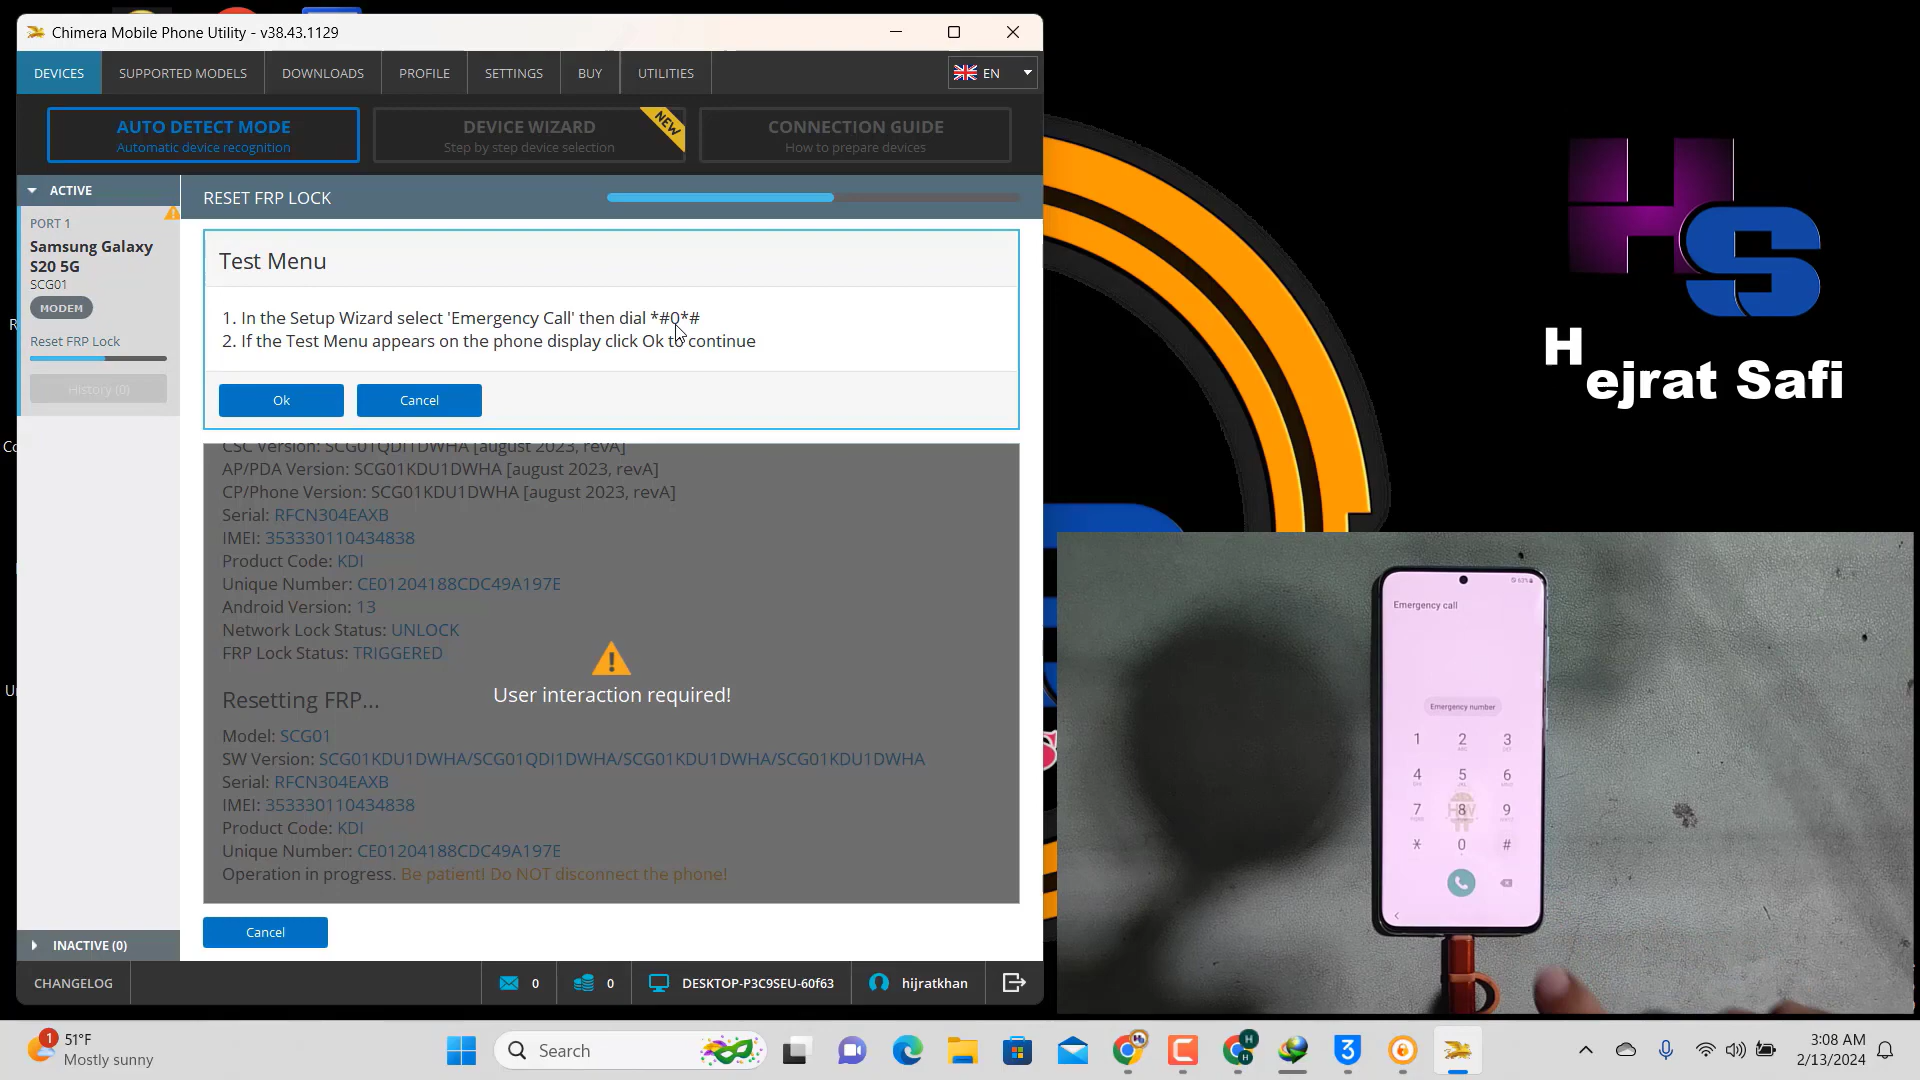 Chimera Mobile Phone Utility - v38.43.1129
DEVICES SUPPORTED MODELS DOWNLOADS PROFILE SETTINGS BUY UTILITIES EN
AUTO DETECT MODE
Automatic device recognition
DEVICE WIZARD
Step by step device selection
NEW
CONNECTION GUIDE
How to prepare devices
ACTIVE
PORT 1
Samsung Galaxy
S20 5G
SCG01
MODEM
Reset FRP Lock
History (0)
INACTIVE (0)
RESET FRP LOCK
Test Menu
1. In the Setup Wizard select 'Emergency Call' then dial *#0*#
2. If the Test Menu appears on the phone display click Ok to continue
Ok Cancel
CSC Version: SCG01QDI1DWHA [august 2023, revA]
AP/PDA Version: SCG01KDU1DWHA [august 2023, revA]
CP/Phone Version: SCG01KDU1DWHA [august 2023, revA]
Serial: RFCN304EAXB
IMEI: 353330110434838
Product Code: KDI
Unique Number: CE01204188CDC49A197E
Android Version: 13
Network Lock Status: UNLOCK
FRP Lock Status: TRIGGERED
User interaction required!
Resetting FRP...
Model: SCG01
SW Version: SCG01KDU1DWHA/SCG01QDI1DWHA/SCG01KDU1DWHA/SCG01KDU1DWHA
Serial: RFCN304EAXB
IMEI: 353330110434838
Product Code: KDI
Unique Number: CE01204188CDC49A197E
Operation in progress. Be patient! Do NOT disconnect the phone!
Cancel
CHANGELOG 0 0 DESKTOP-P3C9SEU-60f63 hijratkhan
HS
Hejrat Safi
Emergency call
Emergency number
1 2 3
4 5 6
7 8 9
* 0 #
1
51°F
Mostly sunny
Search
3:08 AM
2/13/2024